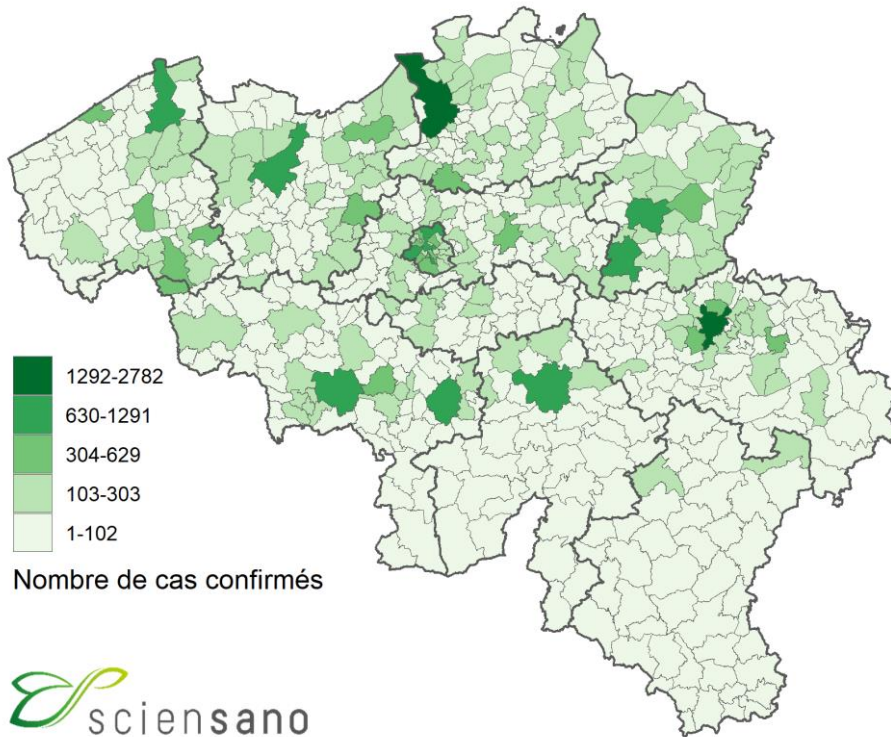 1292-2782
630-1291
304-629
103-303
1-102
Nombre de cas confirmés
sciensano